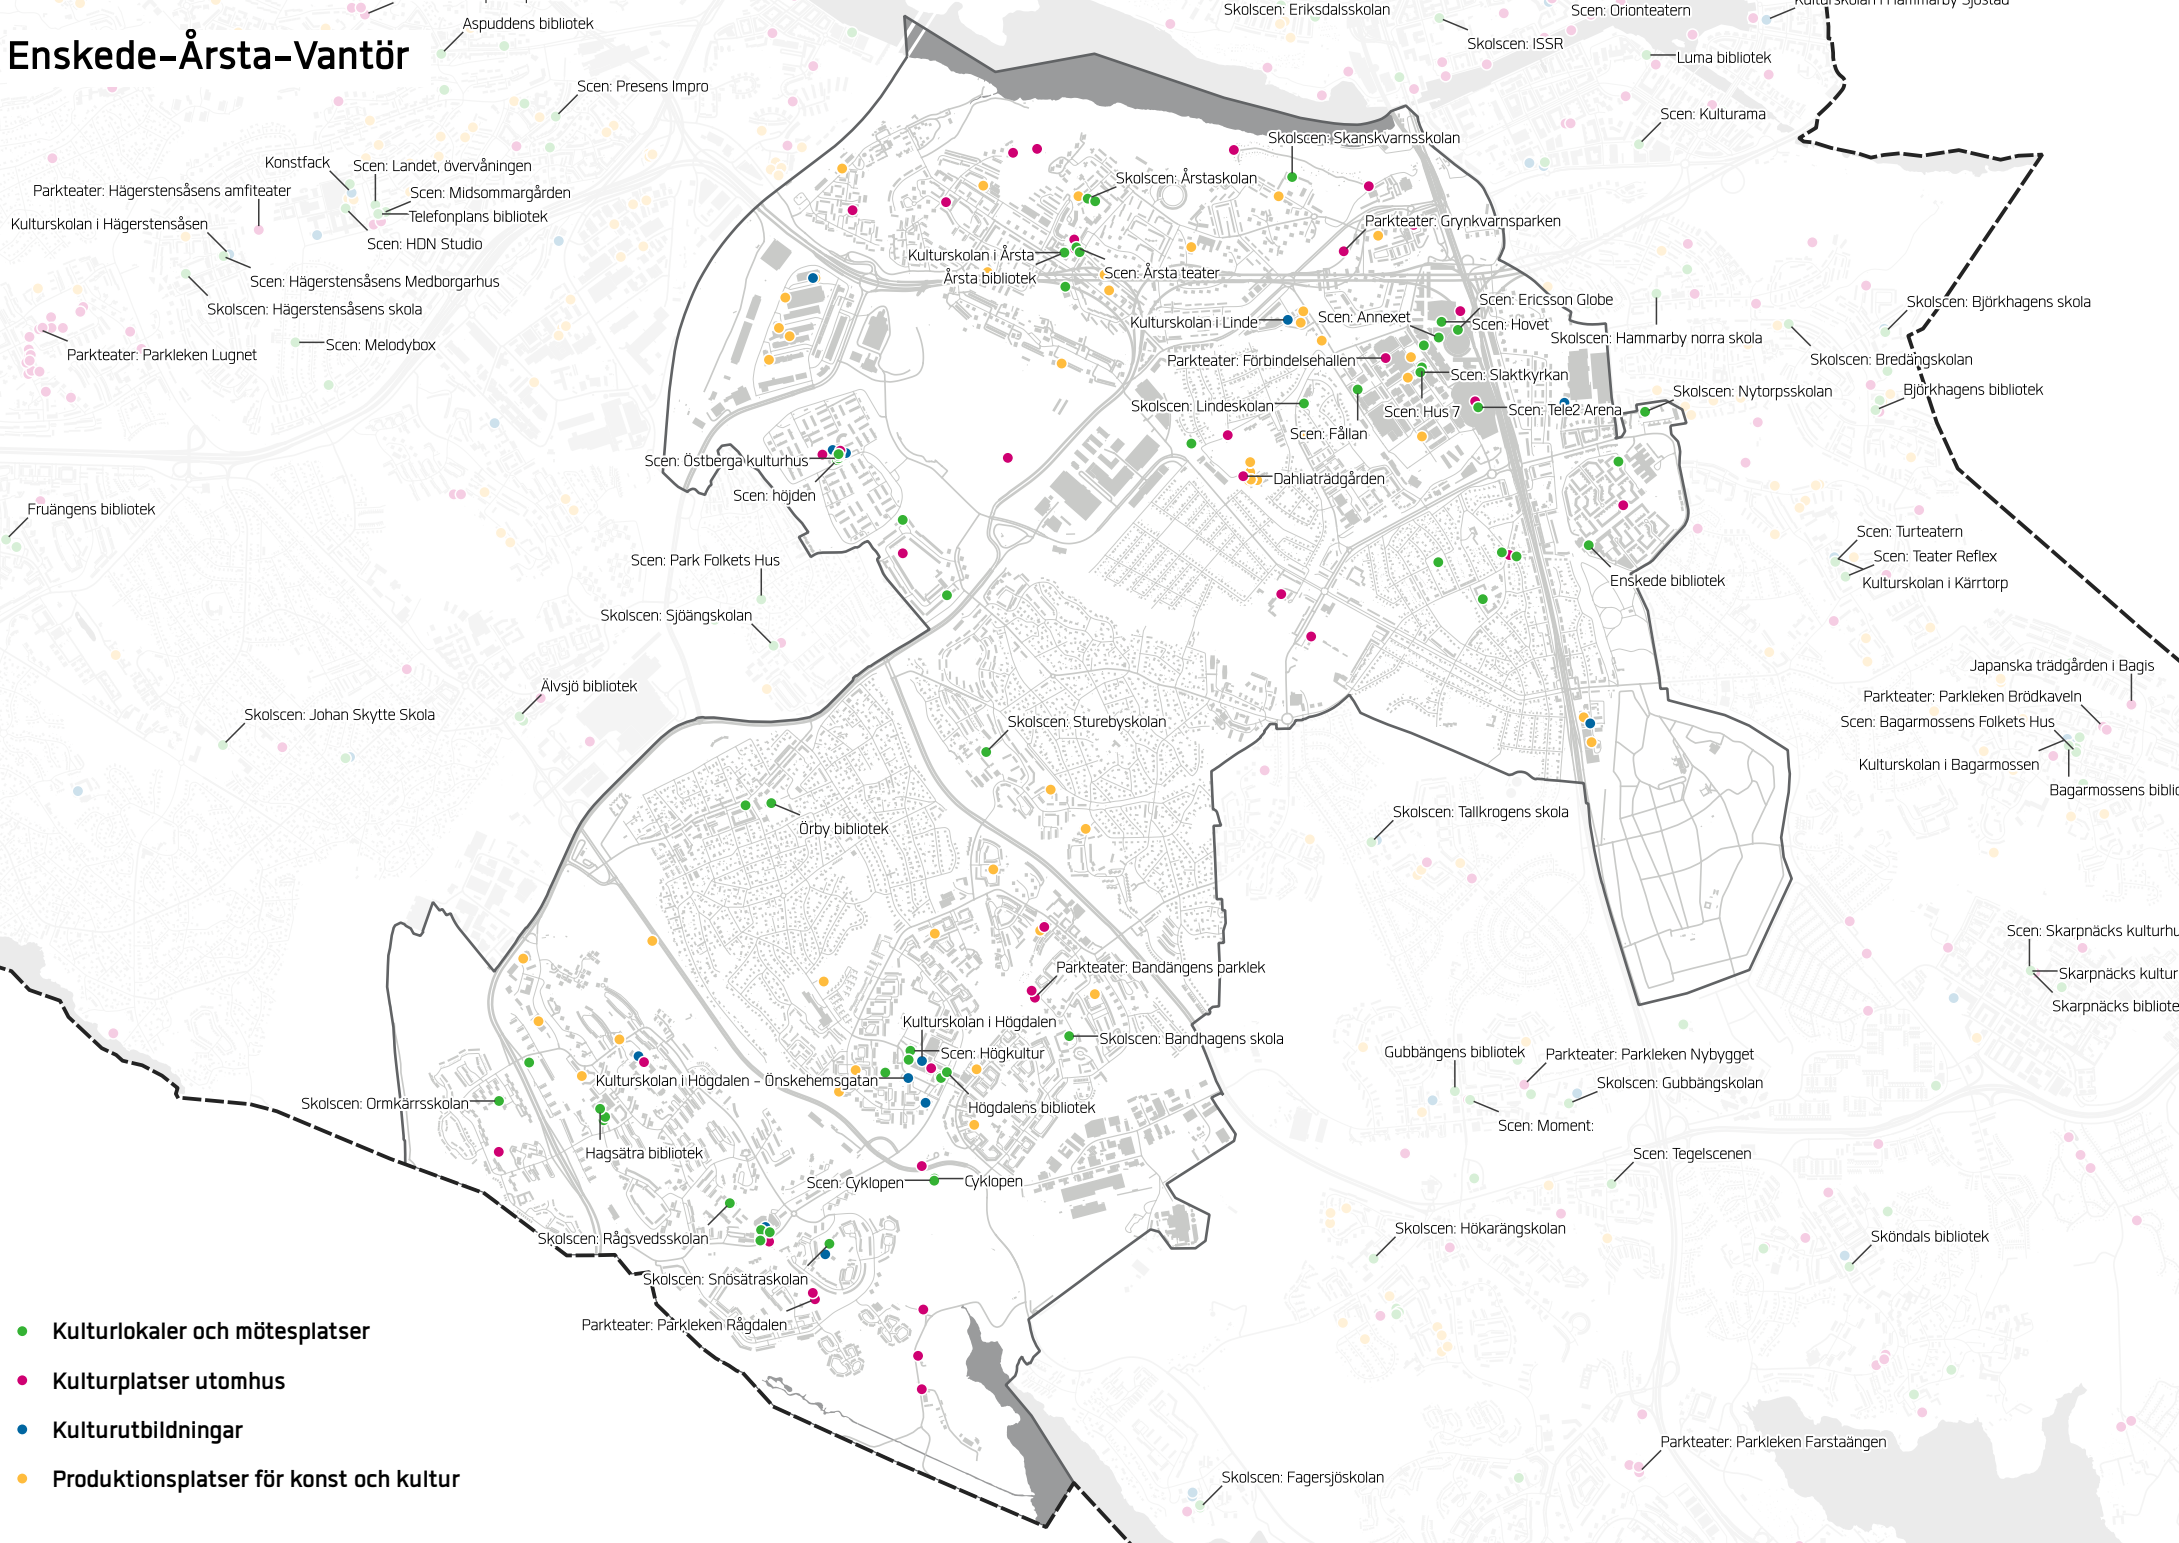 Enskede-Årsta-Vantör
Aspuddens bibliotek
Skolscen: Eriksdalsskolan
Scen: Orionteatern
Kulturskolan i Hammarby Sjöstad
Skolscen: ISSR
Luma bibliotek
Scen: Presens Impro
Scen: Kulturama
Skolscen: Skanskvarnsskolan
Konstfack
Scen: Landet, övervåningen
Skolscen: Årstaskolan
Parkteater: Hägerstensåsens amfiteater
Scen: Midsommargården
Telefonplans bibliotek
Kulturskolan i Hägerstensåsen
Parkteater: Grynkvarnsparken
Scen: HDN Studio
Kulturskolan i Årsta
Scen: Årsta teater
Årsta bibliotek
Scen: Hägerstensåsens Medborgarhus
Skolscen: Hägerstensåsens skola
Scen: Ericsson Globe
Skolscen: Björkhagens skola
Kulturskolan i Linde
Scen: Annexet
Scen: Hovet
Skolscen: Hammarby norra skola
Scen: Melodybox
Parkteater: Parkleken Lugnet
Parkteater: Förbindelsehallen
Skolscen: Bredängskolan
Scen: Slaktkyrkan
Skolscen: Nytorpsskolan
Björkhagens bibliotek
Skolscen: Lindeskolan
Scen: Hus 7
Scen: Tele2 Arena
Scen: Fållan
Scen: Östberga kulturhus
Dahliaträdgården
Scen: höjden
Fruängens bibliotek
Scen: Turteatern
Scen: Teater Reflex
Kulturskolan i Kärrtorp
Scen: Park Folkets Hus
Enskede bibliotek
Skolscen: Sjöängskolan
Japanska trädgården i Bagis
Älvsjö bibliotek
Parkteater: Parkleken Brödkaveln
Skolscen: Johan Skytte Skola
Skolscen: Sturebyskolan
Scen: Bagarmossens Folkets Hus
Kulturskolan i Bagarmossen
Bagarmossens biblio
Örby bibliotek
Skolscen: Tallkrogens skola
Scen: Skarpnäcks kulturhu
Parkteater: Bandängens parklek
Skarpnäcks kultur
Skarpnäcks bibliote
Kulturskolan i Högdalen
Skolscen: Bandhagens skola
Scen: Högkultur
Gubbängens bibliotek
Parkteater: Parkleken Nybygget
Kulturskolan i Högdalen - Önskehemsgatan
Skolscen: Gubbängskolan
Skolscen: Ormkärrsskolan
Högdalens bibliotek
Scen: Moment:
Hagsätra bibliotek
Scen: Tegelscenen
Scen: Cyklopen
Cyklopen
Skolscen: Rågsvedsskolan
Skolscen: Hökarängskolan
Sköndals bibliotek
Skolscen: Snösätraskolan
Parkteater: Parkleken Rågdalen
Kulturlokaler och mötesplatser
Kulturplatser utomhus
Kulturutbildningar
Produktionsplatser för konst och kultur
Parkteater: Parkleken Farstaängen
Skolscen: Fagersjöskolan